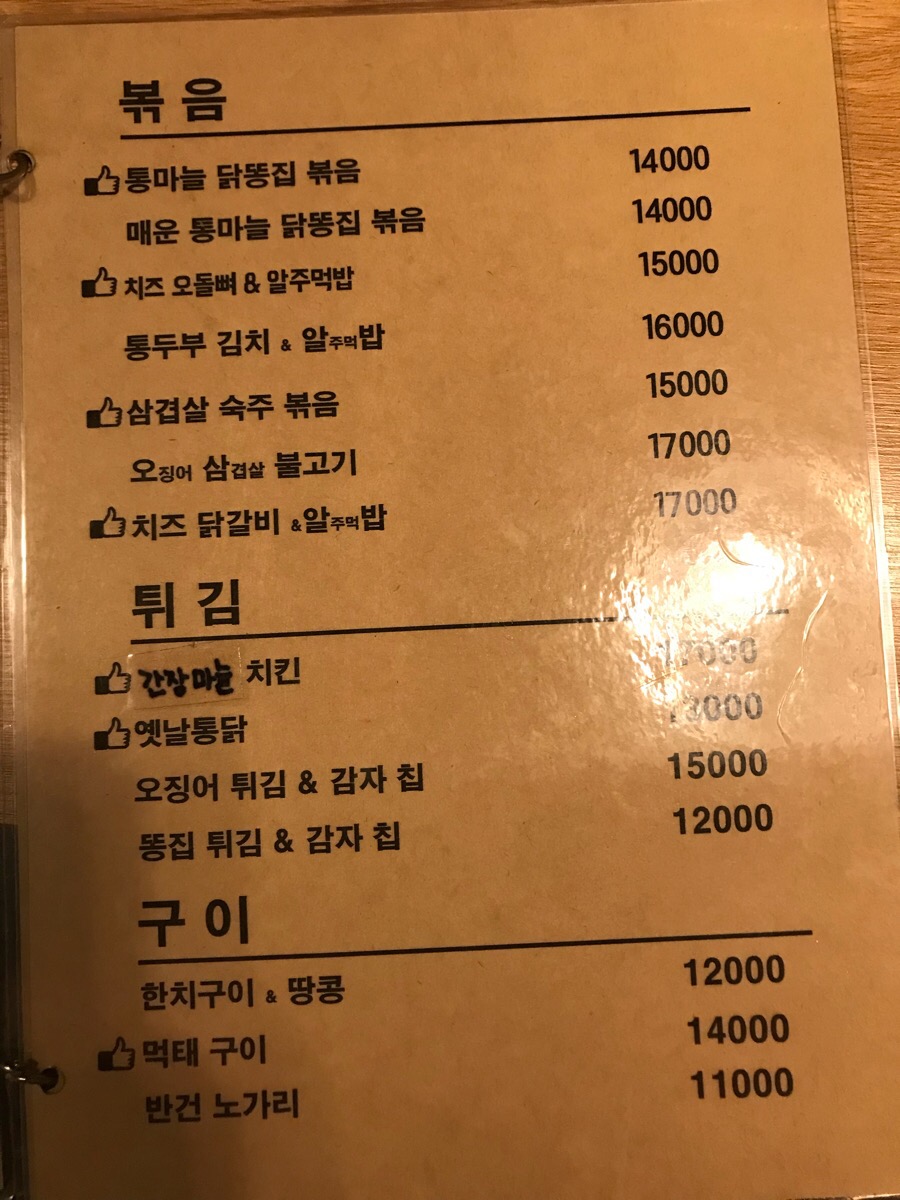 볶음
통마늘 닭똥집 볶음 14000
매운 통마늘 닭똥집 볶음 14000
치즈 오돌뼈 & 알주먹밥 15000
통두부 김치 & 알주먹밥 16000
삼겹살 숙주 볶음 15000
오징어 삼겹살 불고기 17000
치즈 닭갈비 &알주먹밥 17000
튀김
간장마늘 치킨
옛날통닭
오징어 튀김 & 감자 칩 15000
똥집 튀김 & 감자 칩 12000
구이
한치구이 & 땅콩 12000
먹태 구이 14000
반건 노가리 11000